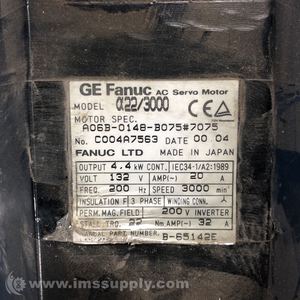 GE Fanuc AC Servo Motor
MODEL α22/3000
MOTOR SPEC.
A06B-0148-B075#7075
No. C004A7563 DATE 00.04
FANUC LTD MADE IN JAPAN
OUTPUT 4.4 kW CONT. IEC34-1/A2:1989
VOLT 132 V AMP(~) 20 A
FREQ. 200 Hz SPEED 3000 min
INSULATION F 3 PHASE WINDING CONN.
PERM.MAG.FIELD 200 V INVERTER
STALL TRQ. 22 Nm AMP(~) 32 A
MANUAL PART NUMBER B-65142E
www.imssupply.com